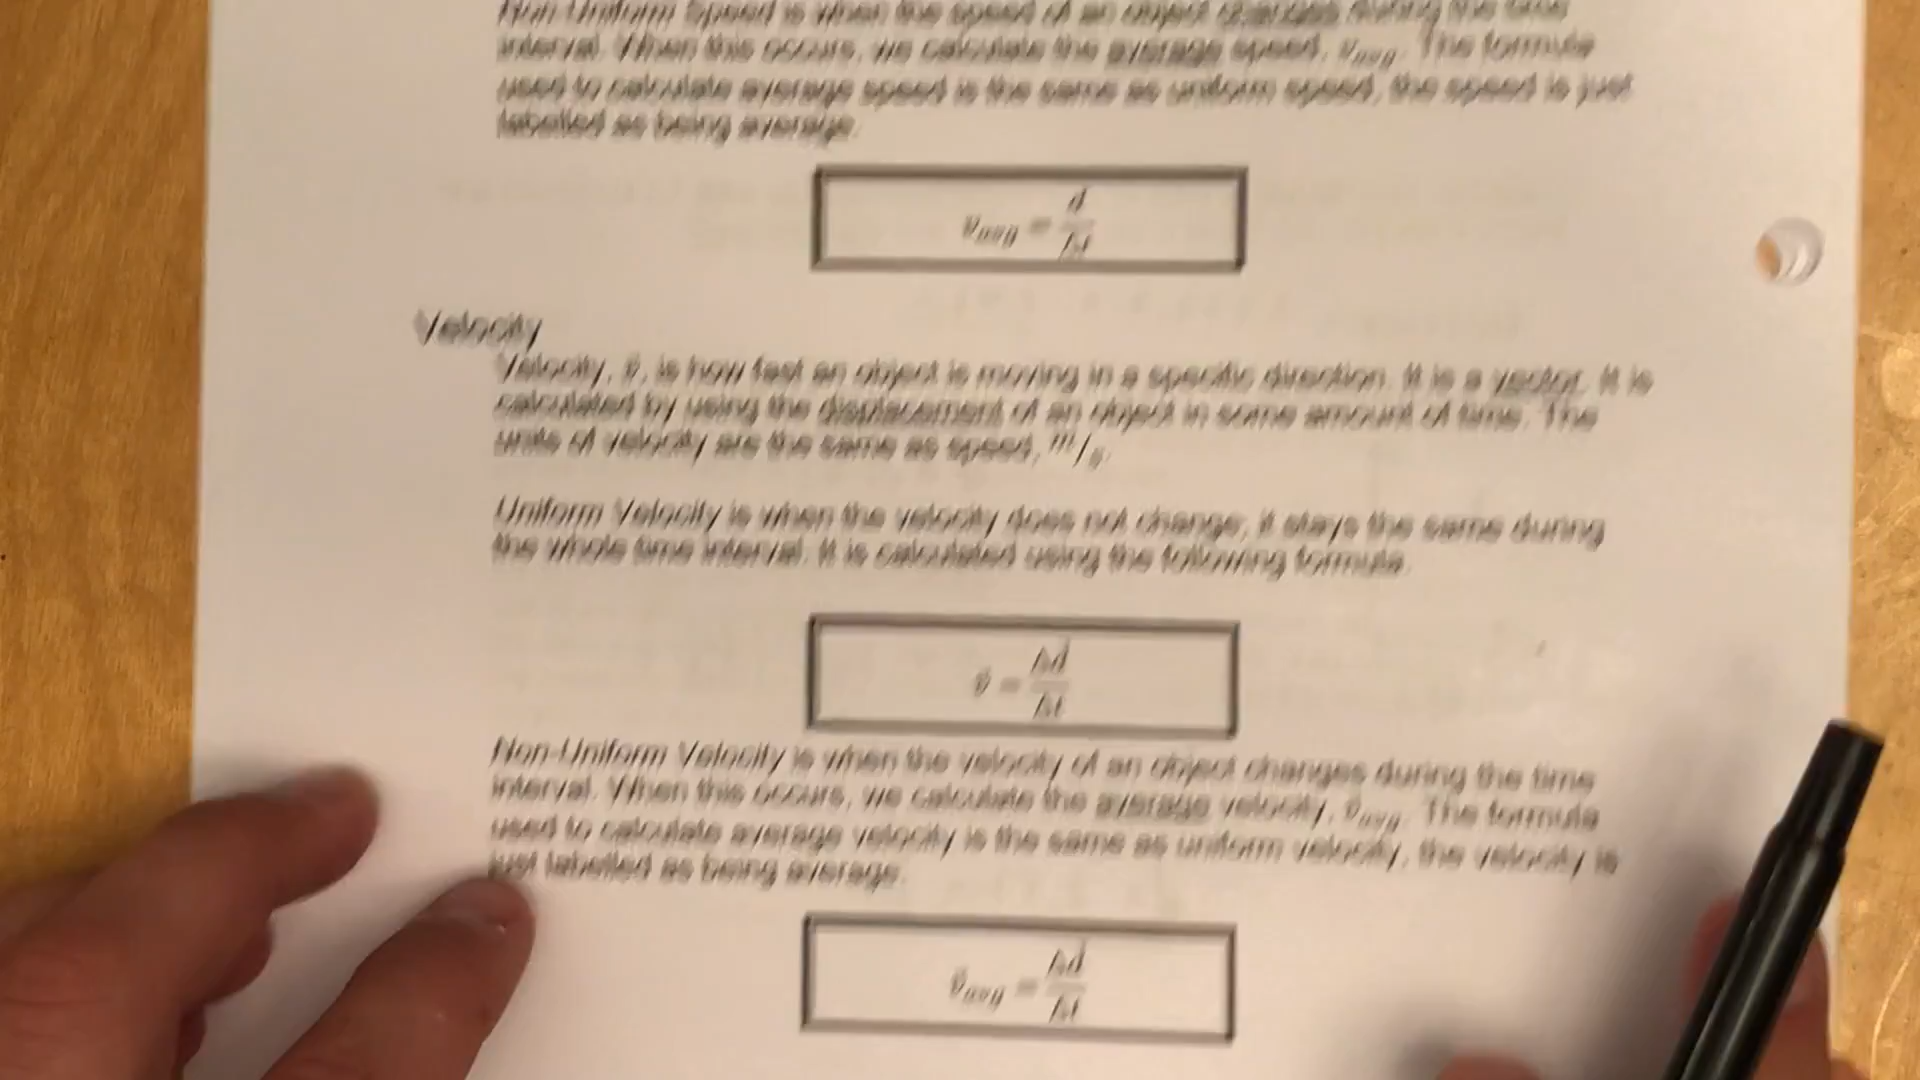 Non-Uniform Speed is when the speed of an object changes during the time
interval. When this occurs, we calculate the average speed, v_avg. The formula
used to calculate average speed is the same as uniform speed, the speed is just
labelled as being average.
v_avg = d/Δt
Velocity
Velocity, v⃗, is how fast an object is moving in a specific direction. It is a vector. It is
calculated by using the displacement of an object in some amount of time. The
units of velocity are the same as speed, m/s.
Uniform Velocity is when the velocity does not change, it stays the same during
the whole time interval. It is calculated using the following formula.
v⃗ = Δd⃗/Δt
Non-Uniform Velocity is when the velocity of an object changes during the time
interval. When this occurs, we calculate the average velocity, v⃗_avg. The formula
used to calculate average velocity is the same as uniform velocity, the velocity is
just labelled as being average.
v⃗_avg = Δd⃗/Δt